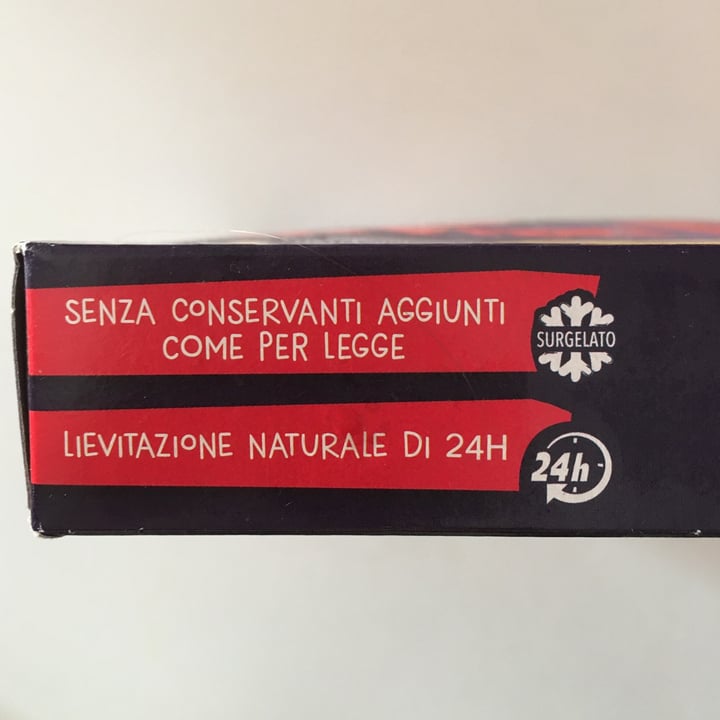 SENZA CONSERVANTI AGGIUNTI
COME PER LEGGE
SURGELATO
LIEVITAZIONE NATURALE DI 24H
24h